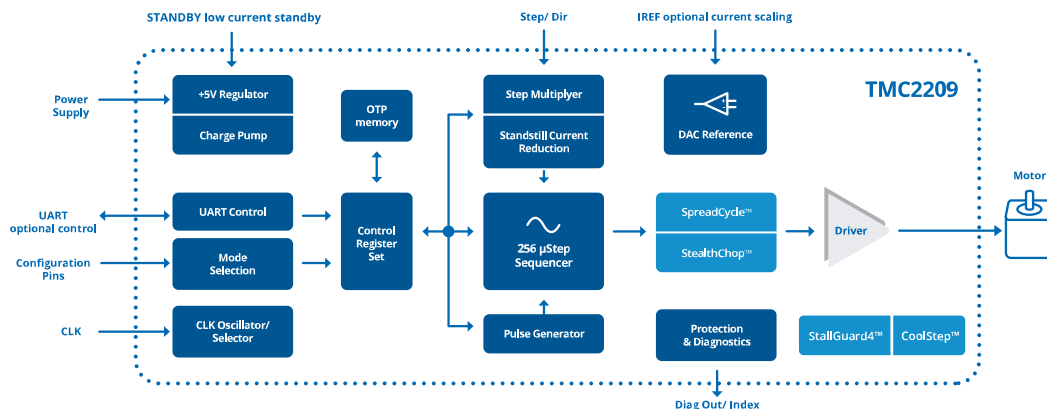 STANDBY low current standby
Step/ Dir
IREF optional current scaling
TMC2209
Power
Supply
+5V Regulator
Charge Pump
OTP
memory
Step Multiplyer
Standstill Current
Reduction
DAC Reference
Motor
UART
optional control
UART Control
Control
Register
Set
256 µStep
Sequencer
SpreadCycle™
StealthChop™
Driver
Configuration
Pins
Mode
Selection
CLK
CLK Oscillator/
Selector
Pulse Generator
Protection
& Diagnostics
StallGuard4™
CoolStep™
Diag Out/ Index